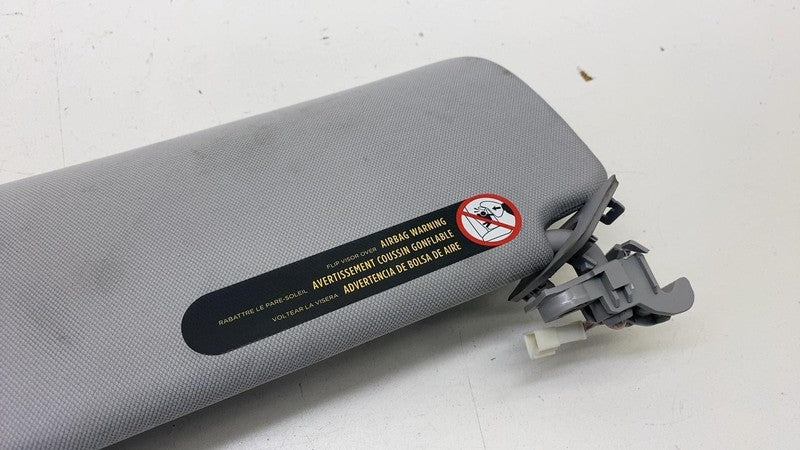 FLIP VISOR OVER AIRBAG WARNING
RABATTRE LE PARE-SOLEIL AVERTISSEMENT COUSSIN GONFLABLE
VOLTEAR LA VISERA ADVERTENCIA DE BOLSA DE AIRE